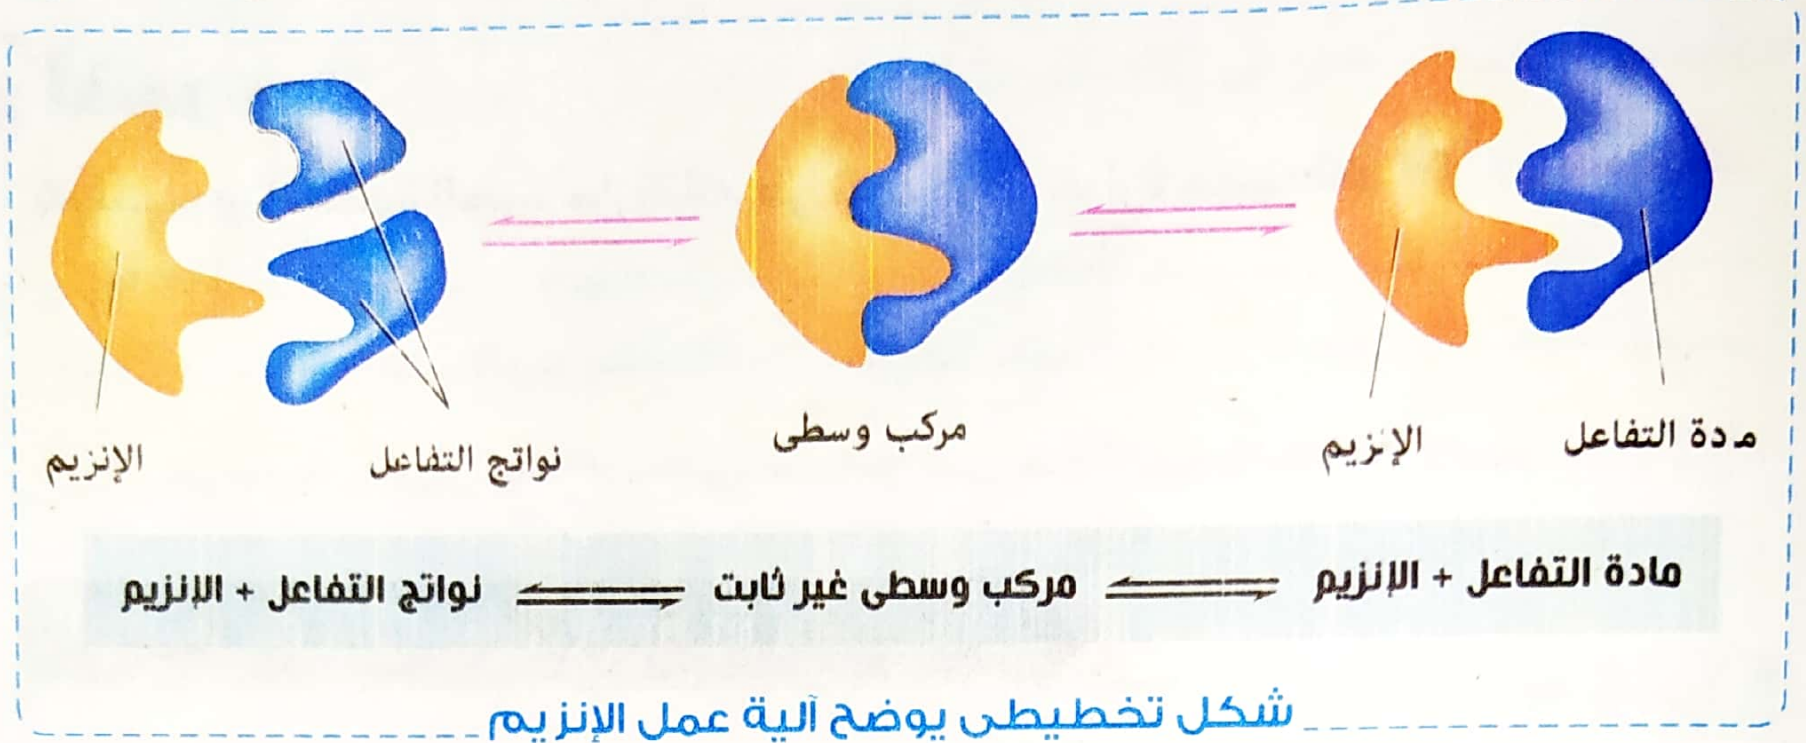 مركب وسطى
مدة التفاعل
الإنزيم
نواتج التفاعل
الإنزيم
مادة التفاعل + الإنزيم ⇌ مركب وسطى غير ثابت ⇌ نواتج التفاعل + الإنزيم
شكل تخطيطى يوضح آلية عمل الإنزيم